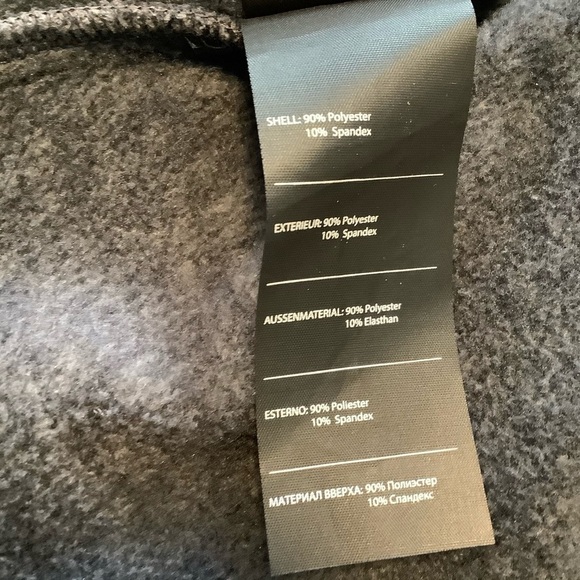 SHELL: 90% Polyester
10% Spandex
EXTERIEUR: 90% Polyester
10% Spandex
AUSSENMATERIAL: 90% Polyester
10% Elasthan
ESTERNO: 90% Poliester
10% Spandex
МАТЕРИАЛ ВВЕРХА: 90% Полиэстер
10% Спандекс